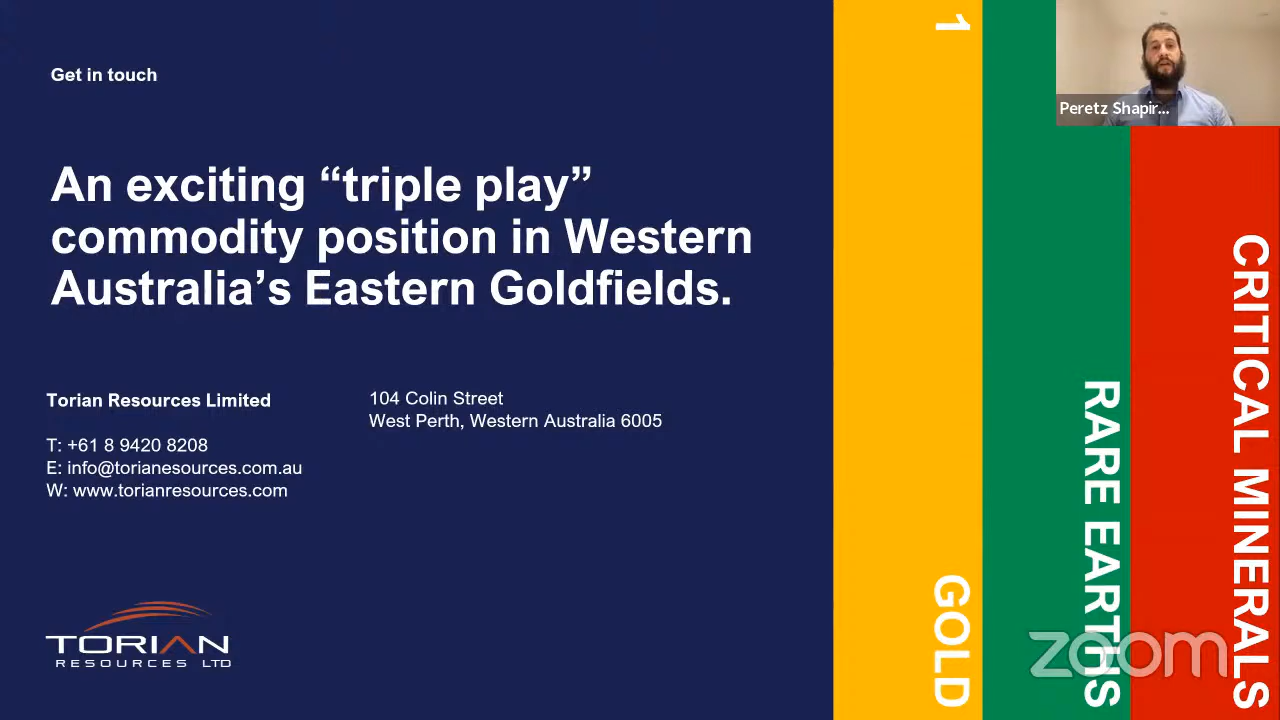 Get in touch
An exciting “triple play”
commodity position in Western
Australia’s Eastern Goldfields.
Torian Resources Limited
T: +61 8 9420 8208
E: info@torianesources.com.au
W: www.torianresources.com
104 Colin Street
West Perth, Western Australia 6005
TORIAN
RESOURCES LTD
1
GOLD
RARE EARTHS
CRITICAL MINERALS
Peretz Shapir...
zoom